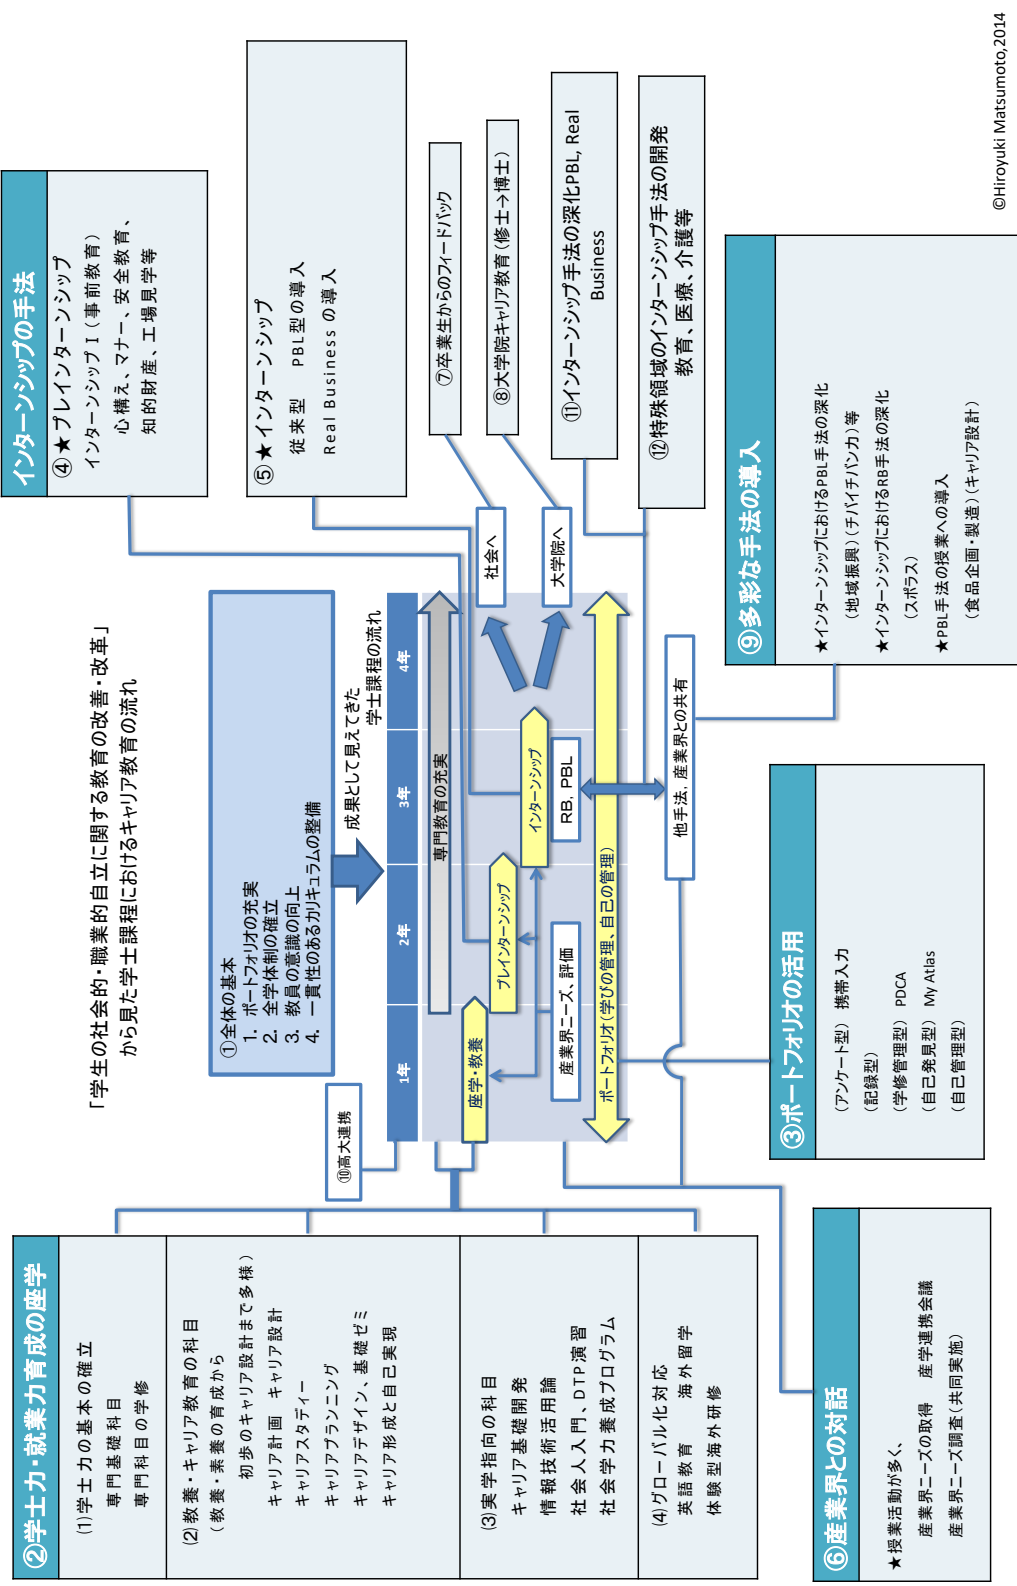 「学生の社会的・職業的自立に関する教育の改善・改革」
から見た学士課程におけるキャリア教育の流れ
②学士力・就業力育成の座学
(1)学士力の基本の確立
専門基礎科目
専門科目の学修
(2)教養・キャリア教育の科目
（教養・素養の育成から
初歩のキャリア設計まで多様）
キャリア計画　キャリア設計
キャリアスタディー
キャリアプランニング
キャリアデザイン、基礎ゼミ
キャリア形成と自己実現
(3)実学指向の科目
キャリア基礎開発
情報技術活用論
社会人入門、DTP演習
社会学力養成プログラム
(4)グローバル化対応
英語教育　海外留学
体験型海外研修
⑥産業界との対話
★授業活動が多く、
産業界ニーズの取得　産学連携会議
産業界ニーズ調査（共同実施）
⑩高大連携
①全体の基本
1. ポートフォリオの充実
2. 全学体制の確立
3. 教員の意識の向上
4. 一貫性のあるカリキュラムの整備
成果として見えてきた
学士課程の流れ
1年
2年
3年
4年
専門教育の充実
座学・教養
プレインターンシップ
インターンシップ
RB，PBL
産業界ニーズ、評価
ポートフォリオ（学びの管理、自己の管理）
他手法，産業界との共有
社会へ
大学院へ
③ポートフォリオの活用
（アンケート型）　携帯入力
（記録型）
（学修管理型）　PDCA
（自己発見型）　My Atlas
（自己管理型）
インターンシップの手法
④★プレインターンシップ
インターンシップⅠ（事前教育）
心構え、マナー、安全教育、
知的財産、工場見学等
⑤★インターンシップ
従来型　PBL型の導入
Real Businessの導入
⑦卒業生からのフィードバック
⑧大学院キャリア教育（修士→博士）
⑪インターンシップ手法の深化PBL, Real
Business
⑫特殊領域のインターンシップ手法の開発
教育、医療、介護等
⑨多彩な手法の導入
★インターンシップにおけるPBL手法の深化
（地域振興）（チバイチバンカ）等
★インターンシップにおけるRB手法の深化
（スポラス）
★PBL手法の授業への導入
（食品企画・製造）（キャリア設計）
©Hiroyuki Matsumoto,2014